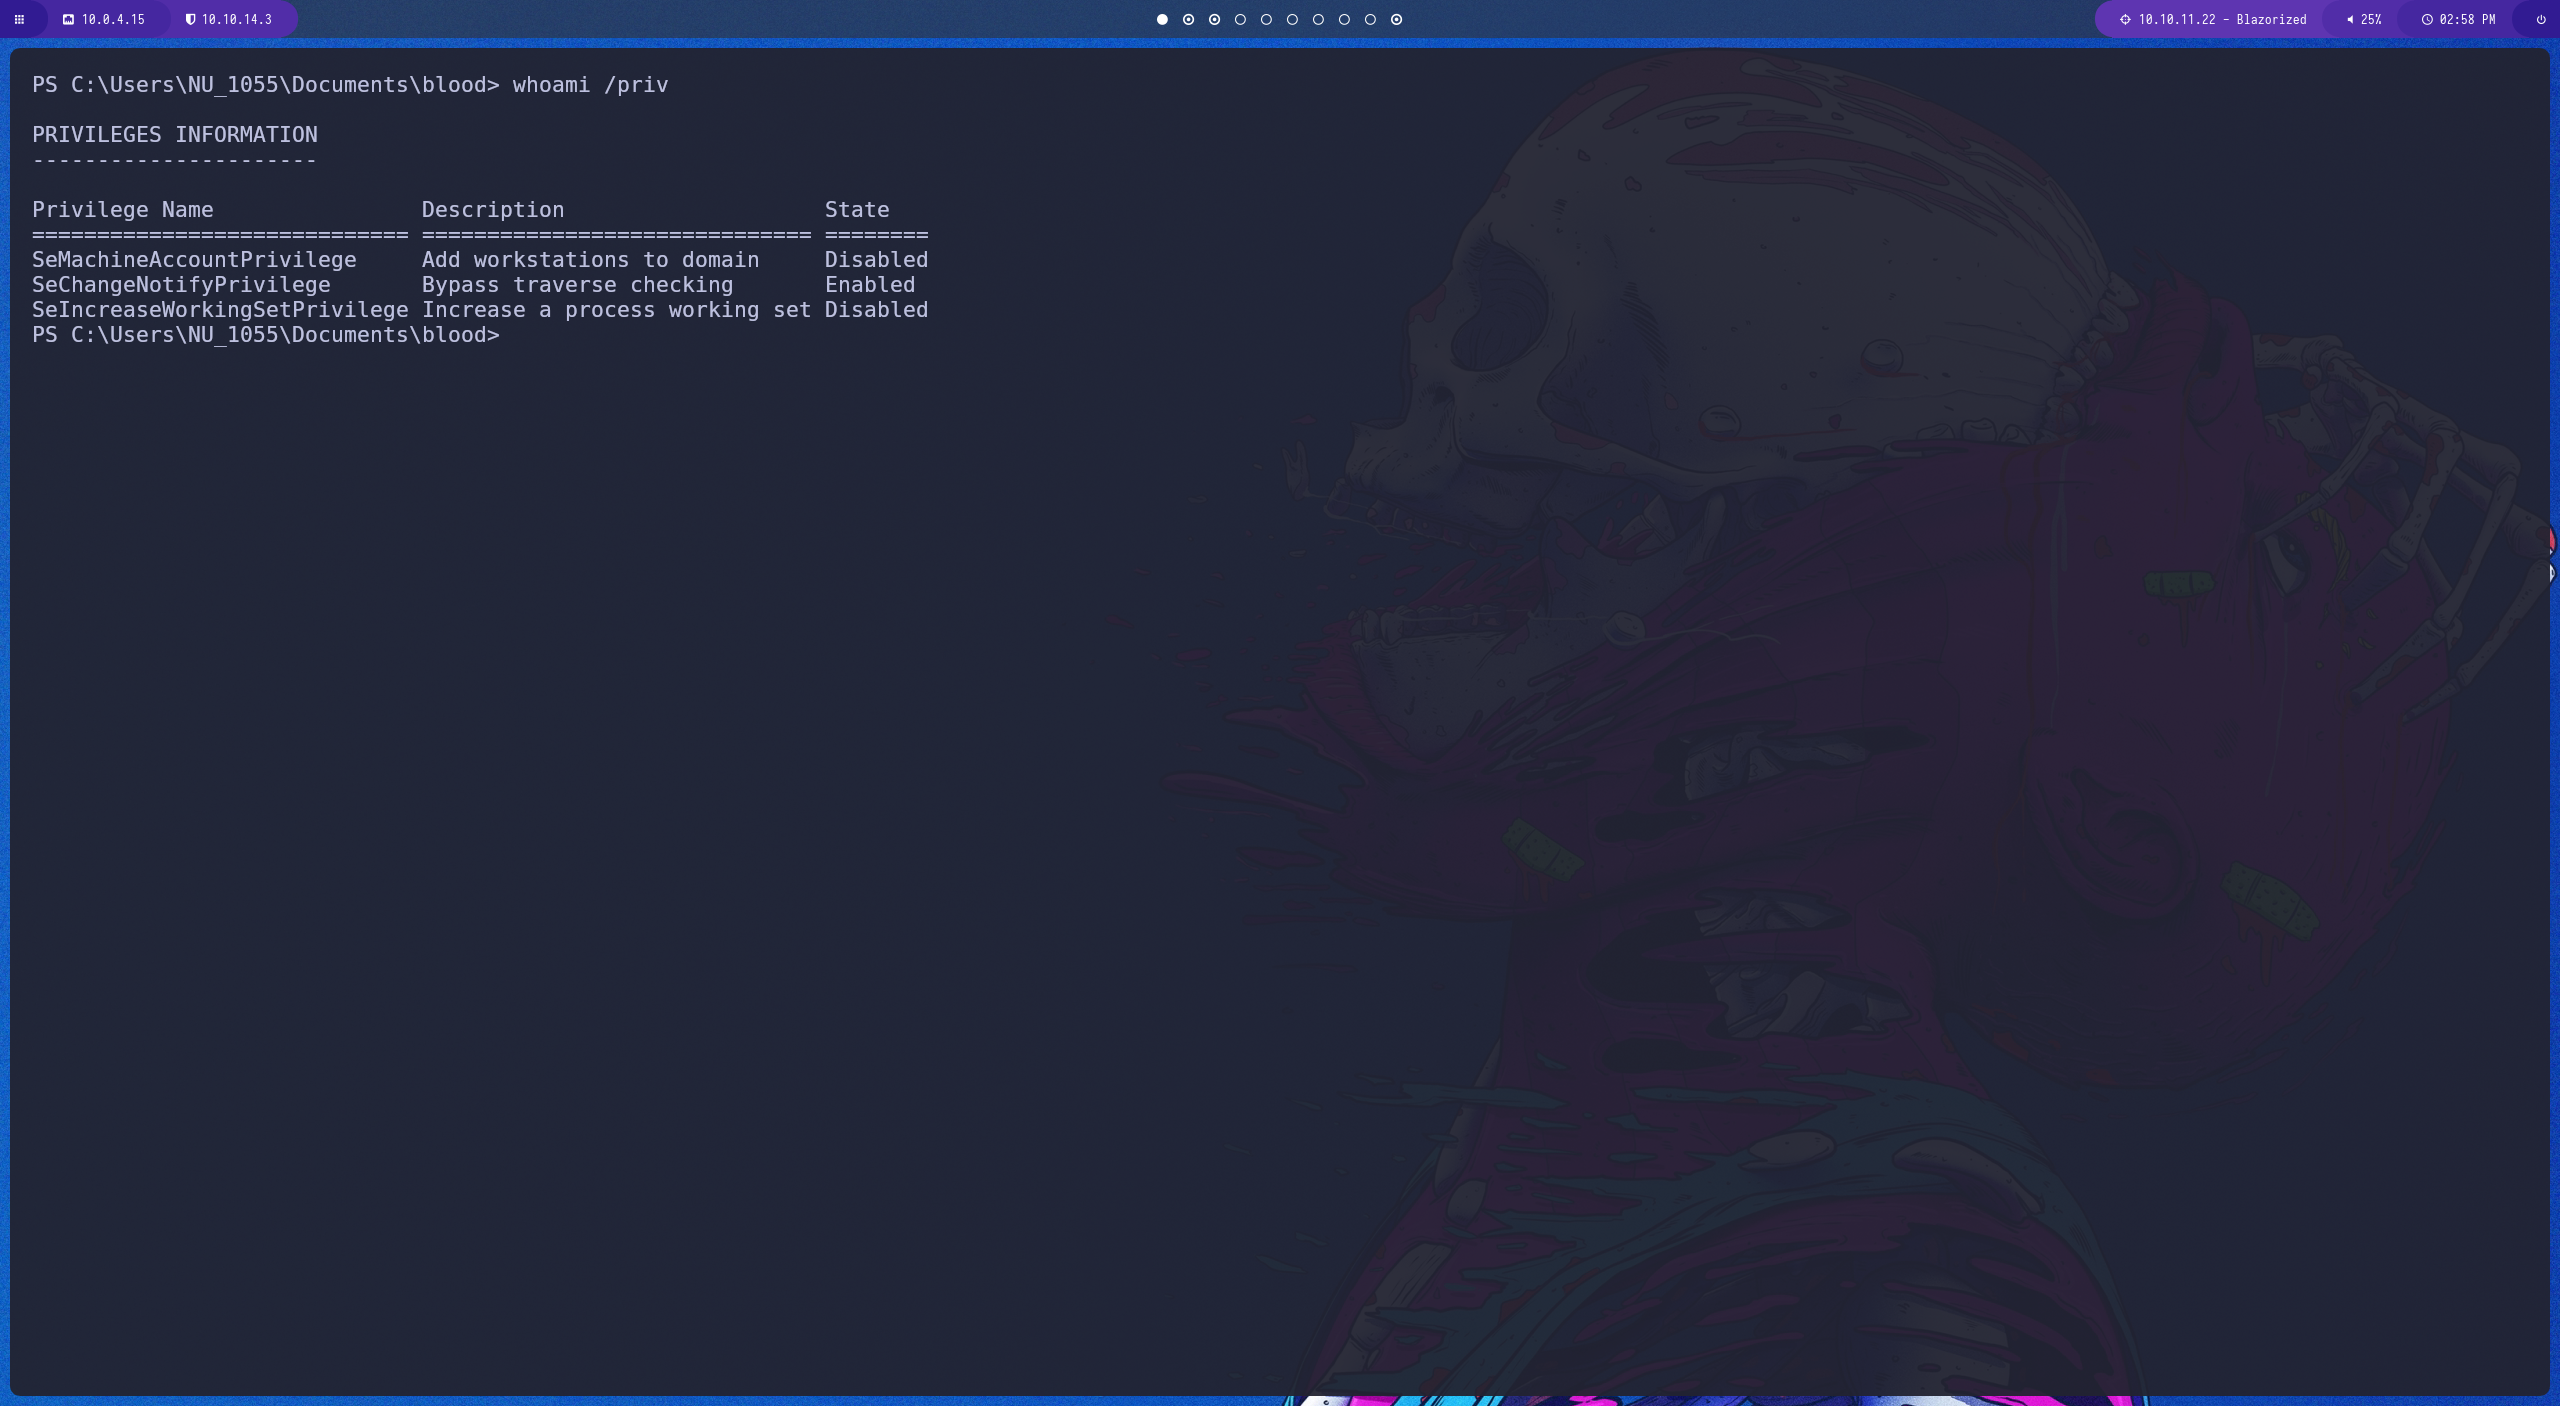 10.0.4.15 10.10.14.3 10.10.11.22 - Blazorized 25% 02:58 PM
PS C:\Users\NU_1055\Documents\blood> whoami /priv
PRIVILEGES INFORMATION
----------------------
Privilege Name                Description                    State
============================= ============================== ========
SeMachineAccountPrivilege     Add workstations to domain     Disabled
SeChangeNotifyPrivilege       Bypass traverse checking       Enabled
SeIncreaseWorkingSetPrivilege Increase a process working set Disabled
PS C:\Users\NU_1055\Documents\blood>